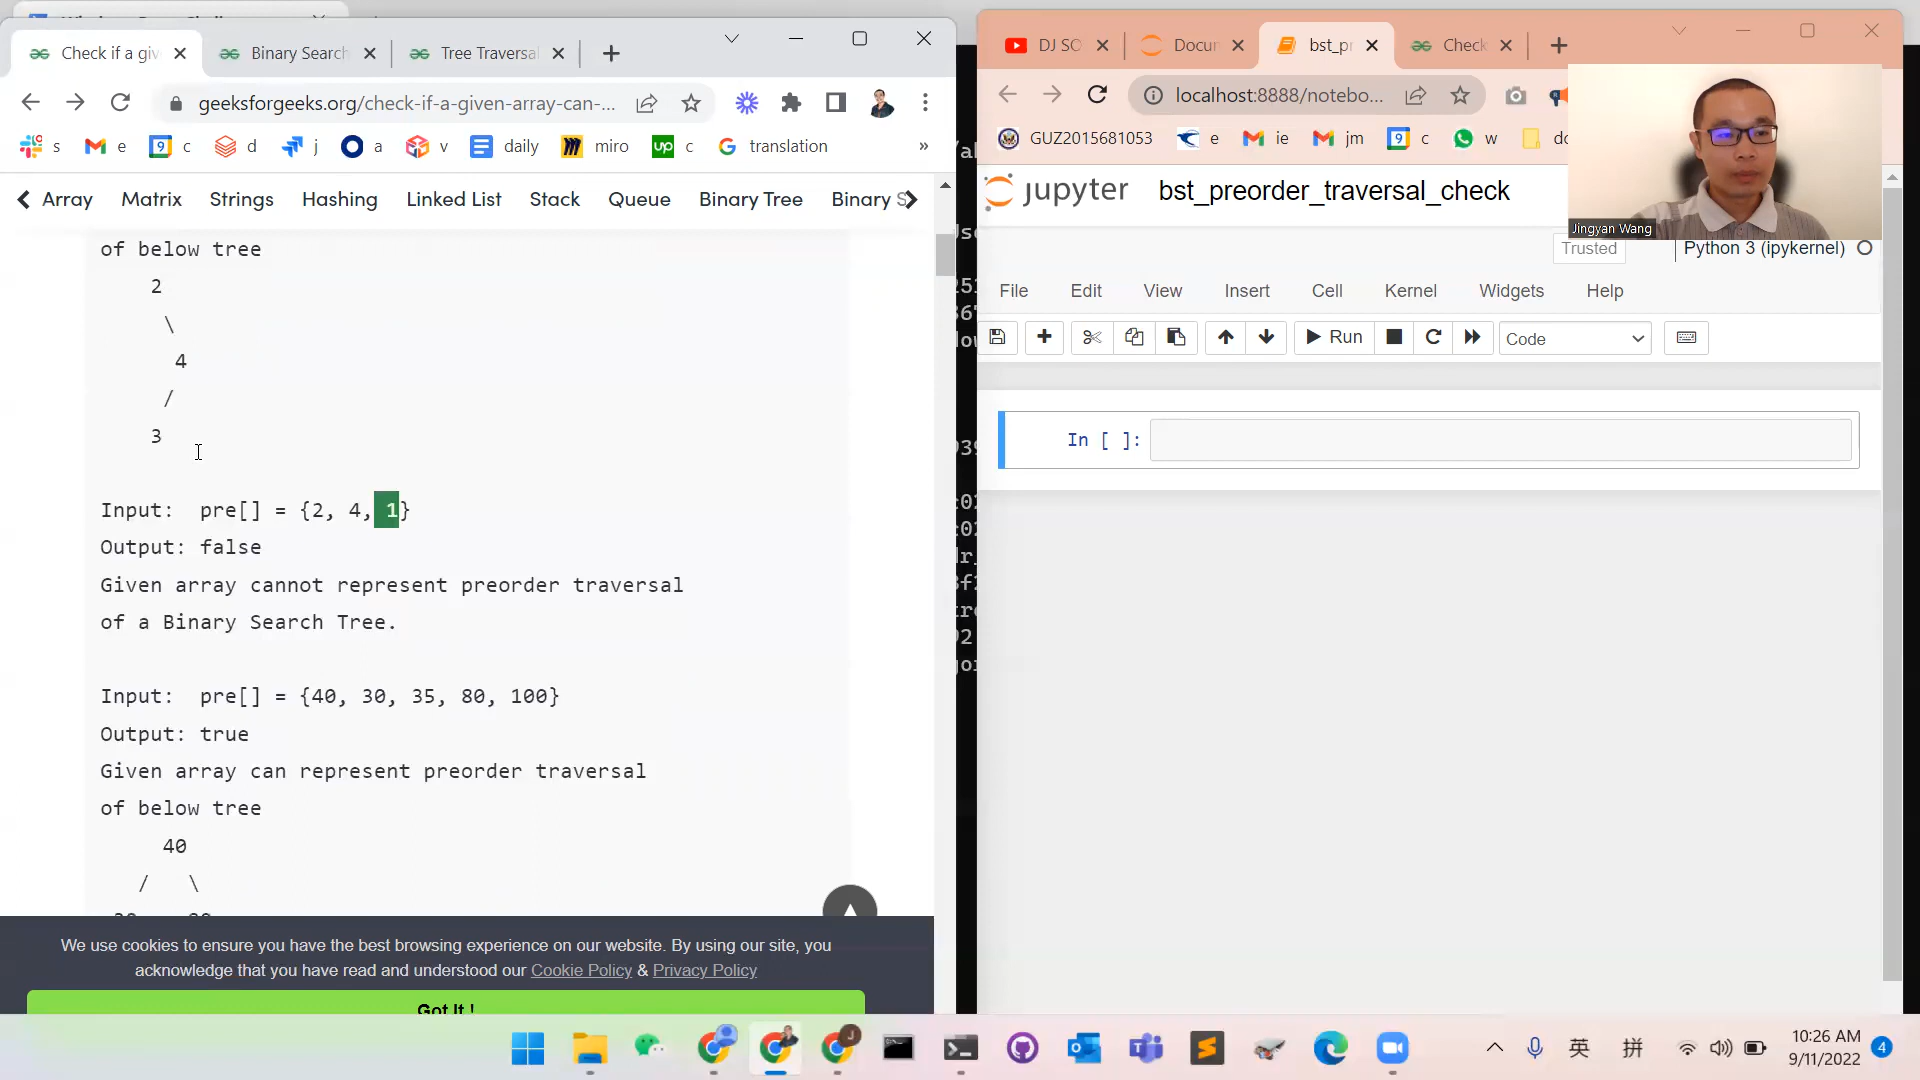 Check if a giv
Binary Search
Tree Traversal
geeksforgeeks.org/check-if-a-given-array-can-...
s
e
9
c
d
j
a
v
daily
miro
up
c
translation
»
Array
Matrix
Strings
Hashing
Linked List
Stack
Queue
Binary Tree
Binary S
of below tree
2
\
4
/
3
Input: pre[] = {2, 4, 1}
Output: false
Given array cannot represent preorder traversal
of a Binary Search Tree.
Input: pre[] = {40, 30, 35, 80, 100}
Output: true
Given array can represent preorder traversal
of below tree
40
/ \
We use cookies to ensure you have the best browsing experience on our website. By using our site, you
acknowledge that you have read and understood our Cookie Policy & Privacy Policy
Got It !
DJ SO
Docur
bst_pr
Check
localhost:8888/notebo...
GUZ2015681053
e
ie
jm
9
c
w
dc
Jingyan Wang
jupyter
bst_preorder_traversal_check
Trusted
Python 3 (ipykernel)
File
Edit
View
Insert
Cell
Kernel
Widgets
Help
Run
Code
In [ ]:
英
拼
10:26 AM
9/11/2022
4